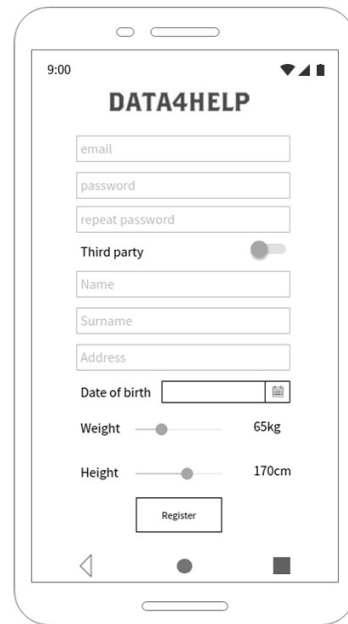 9:00
DATA4HELP
email
password
repeat password
Third party
Name
Surname
Address
Date of birth
Weight 65kg
Height 170cm
Register